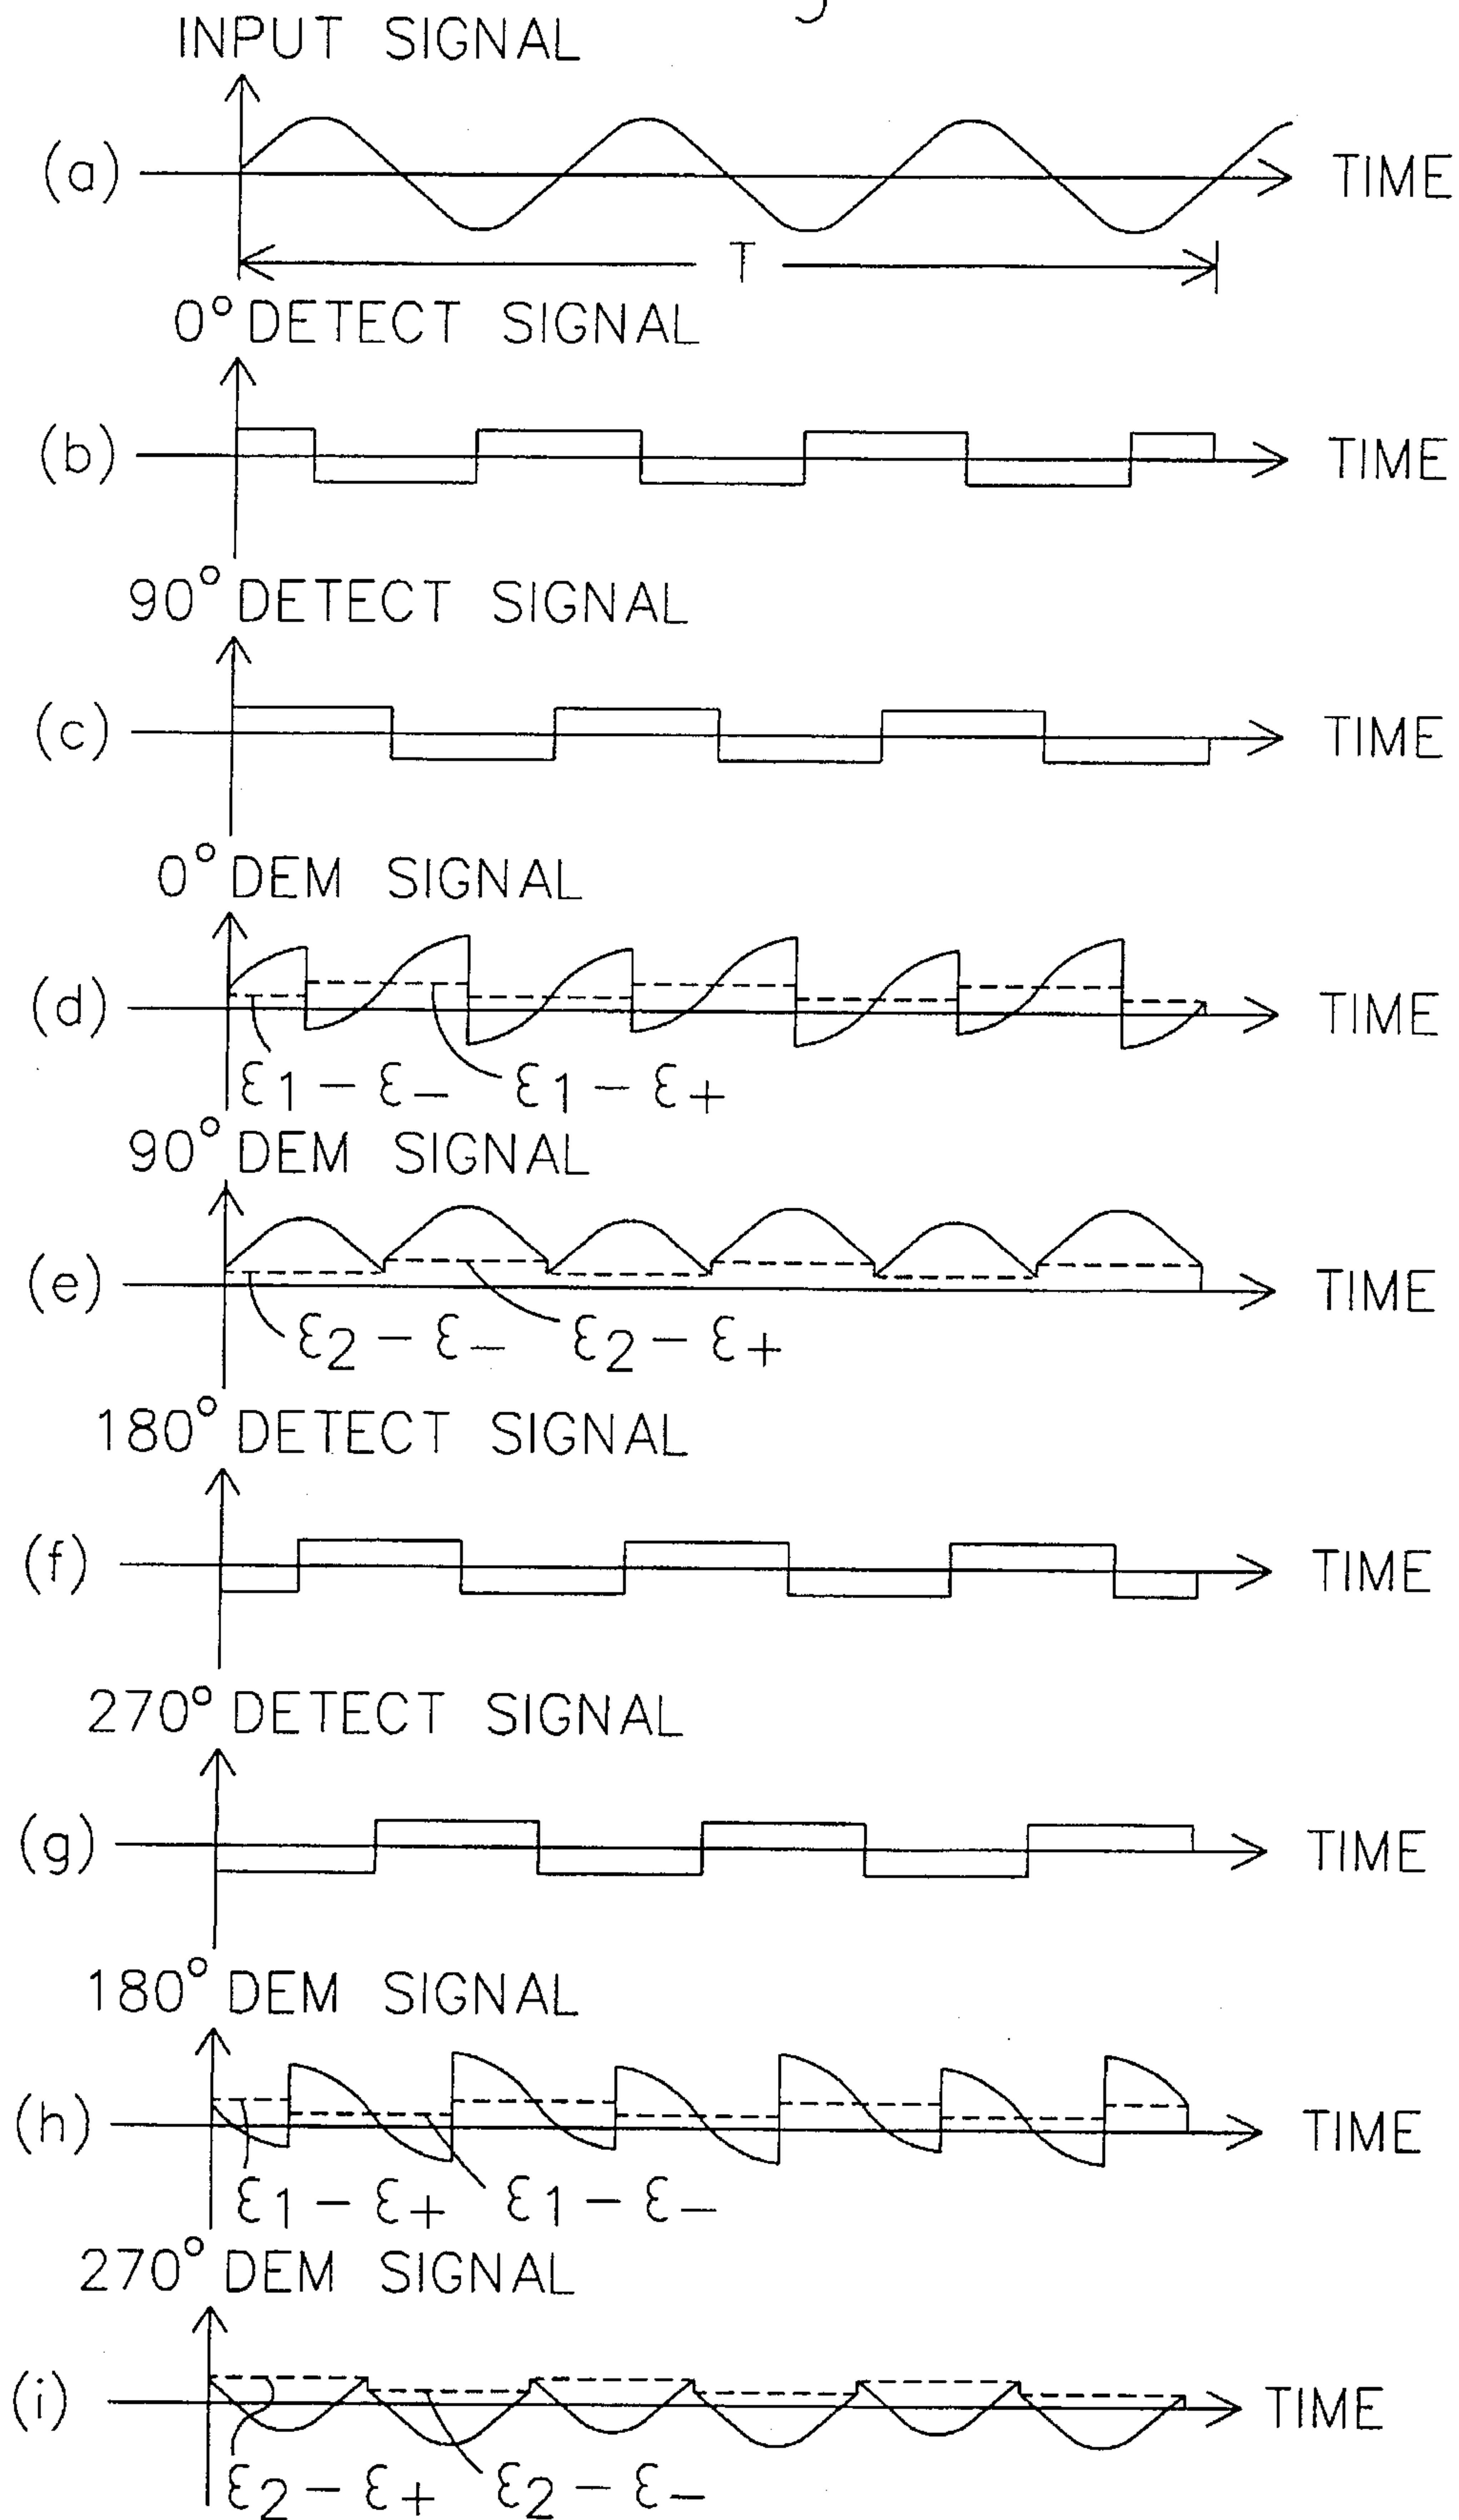 INPUT SIGNAL
(a) TIME
T
0° DETECT SIGNAL
(b) TIME
90° DETECT SIGNAL
(c) TIME
0° DEM SIGNAL
(d) TIME
ε1 − ε− ε1 − ε+
90° DEM SIGNAL
(e) TIME
ε2 − ε− ε2 − ε+
180° DETECT SIGNAL
(f) TIME
270° DETECT SIGNAL
(g) TIME
180° DEM SIGNAL
(h) TIME
ε1 − ε+ ε1 − ε−
270° DEM SIGNAL
(i) TIME
ε2 − ε+ ε2 − ε−